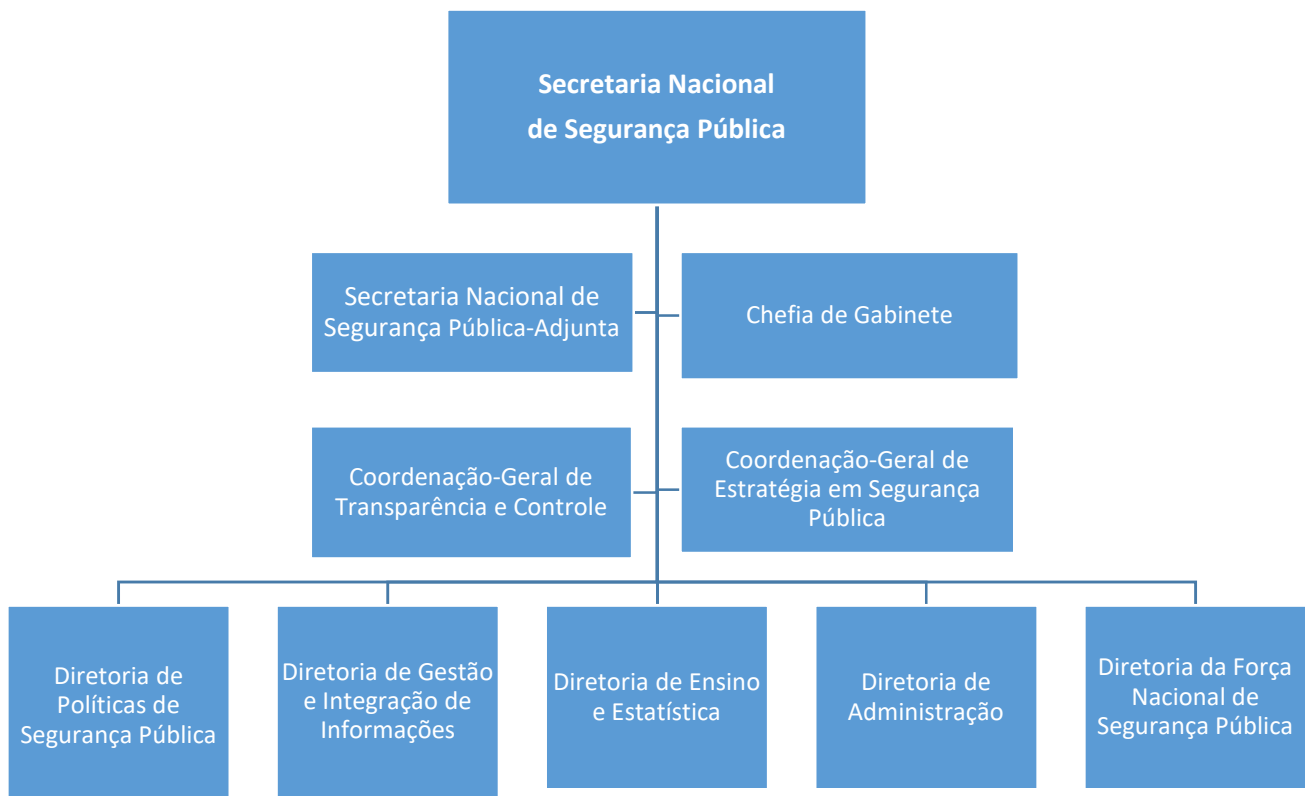 Secretaria Nacional
de Segurança Pública
Secretaria Nacional de
Segurança Pública-Adjunta
Chefia de Gabinete
Coordenação-Geral de
Transparência e Controle
Coordenação-Geral de
Estratégia em Segurança
Pública
Diretoria de
Políticas de
Segurança Pública
Diretoria de Gestão
e Integração de
Informações
Diretoria de Ensino
e Estatística
Diretoria de
Administração
Diretoria da Força
Nacional de
Segurança Pública